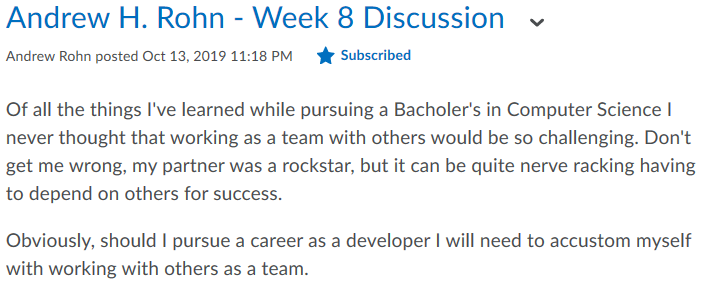 Andrew H. Rohn - Week 8 Discussion
Andrew Rohn posted Oct 13, 2019 11:18 PM Subscribed
Of all the things I've learned while pursuing a Bacholer's in Computer Science I
never thought that working as a team with others would be so challenging. Don't
get me wrong, my partner was a rockstar, but it can be quite nerve racking having
to depend on others for success.
Obviously, should I pursue a career as a developer I will need to accustom myself
with working with others as a team.